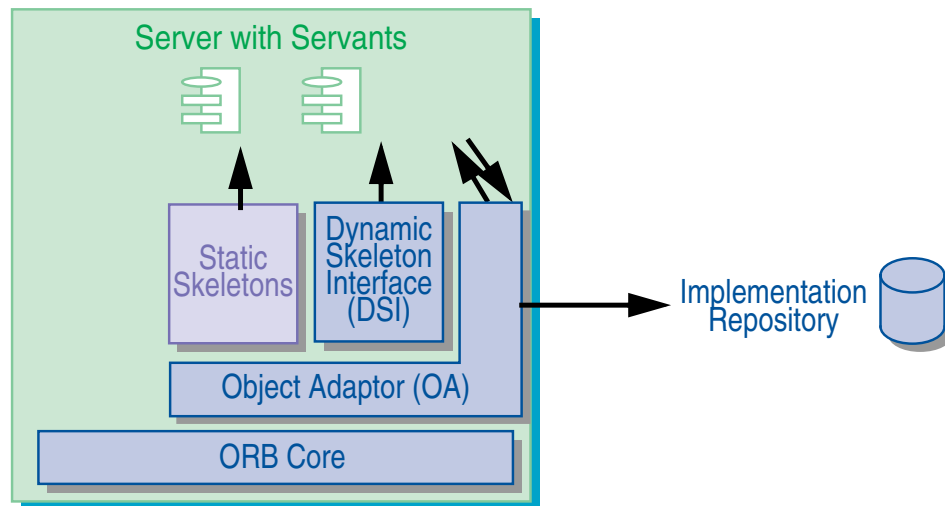 Server with Servants
Static
Skeletons
Dynamic
Skeleton
Interface
(DSI)
Implementation
Repository
Object Adaptor (OA)
ORB Core